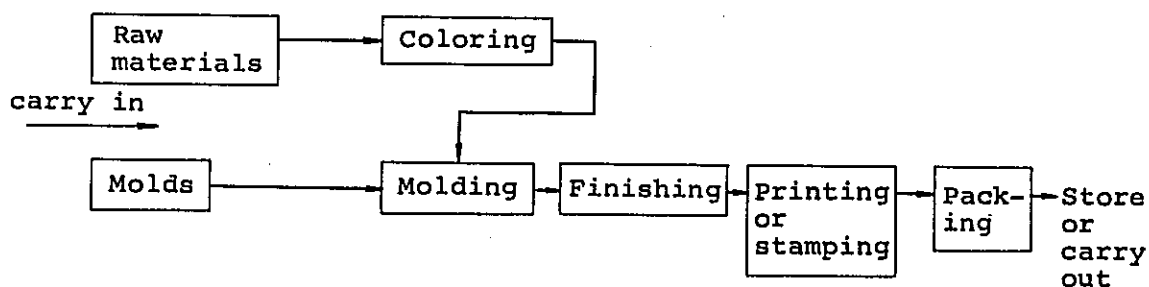 Raw
materials
Coloring
carry in
Molds
Molding
Finishing
Printing
or
stamping
Pack-
ing
Store
or
carry
out